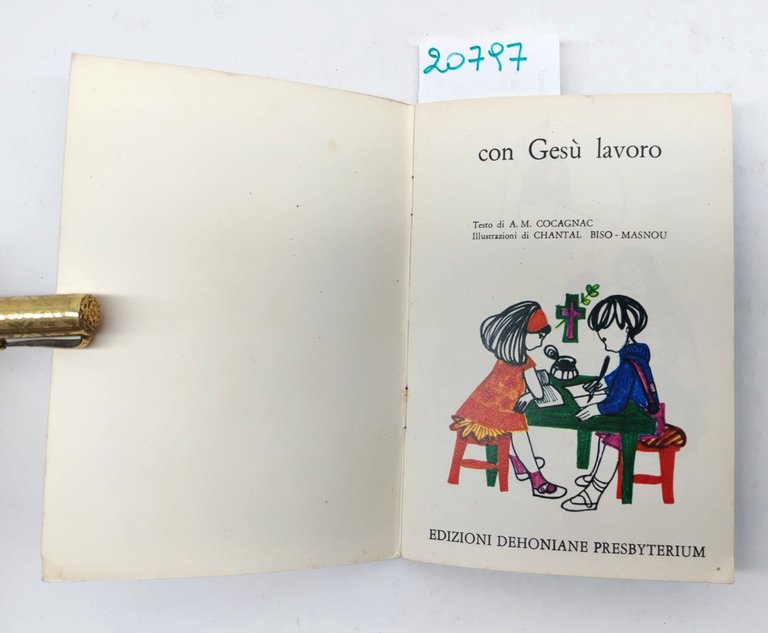 20797
con Gesù lavoro
Testo di A. M. COCAGNAC
Illustrazioni di CHANTAL BISO - MASNOU
EDIZIONI DEHONIANE PRESBYTERIUM